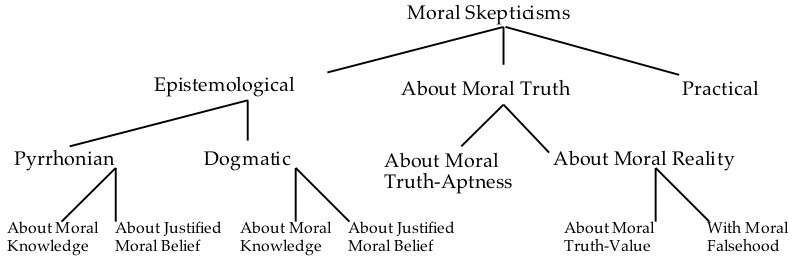 Moral Skepticisms
Epistemological
About Moral Truth
Practical
Pyrrhonian
Dogmatic
About Moral
Truth-Aptness
About Moral Reality
About Moral
Knowledge
About Justified
Moral Belief
About Moral
Knowledge
About Justified
Moral Belief
About Moral
Truth-Value
With Moral
Falsehood